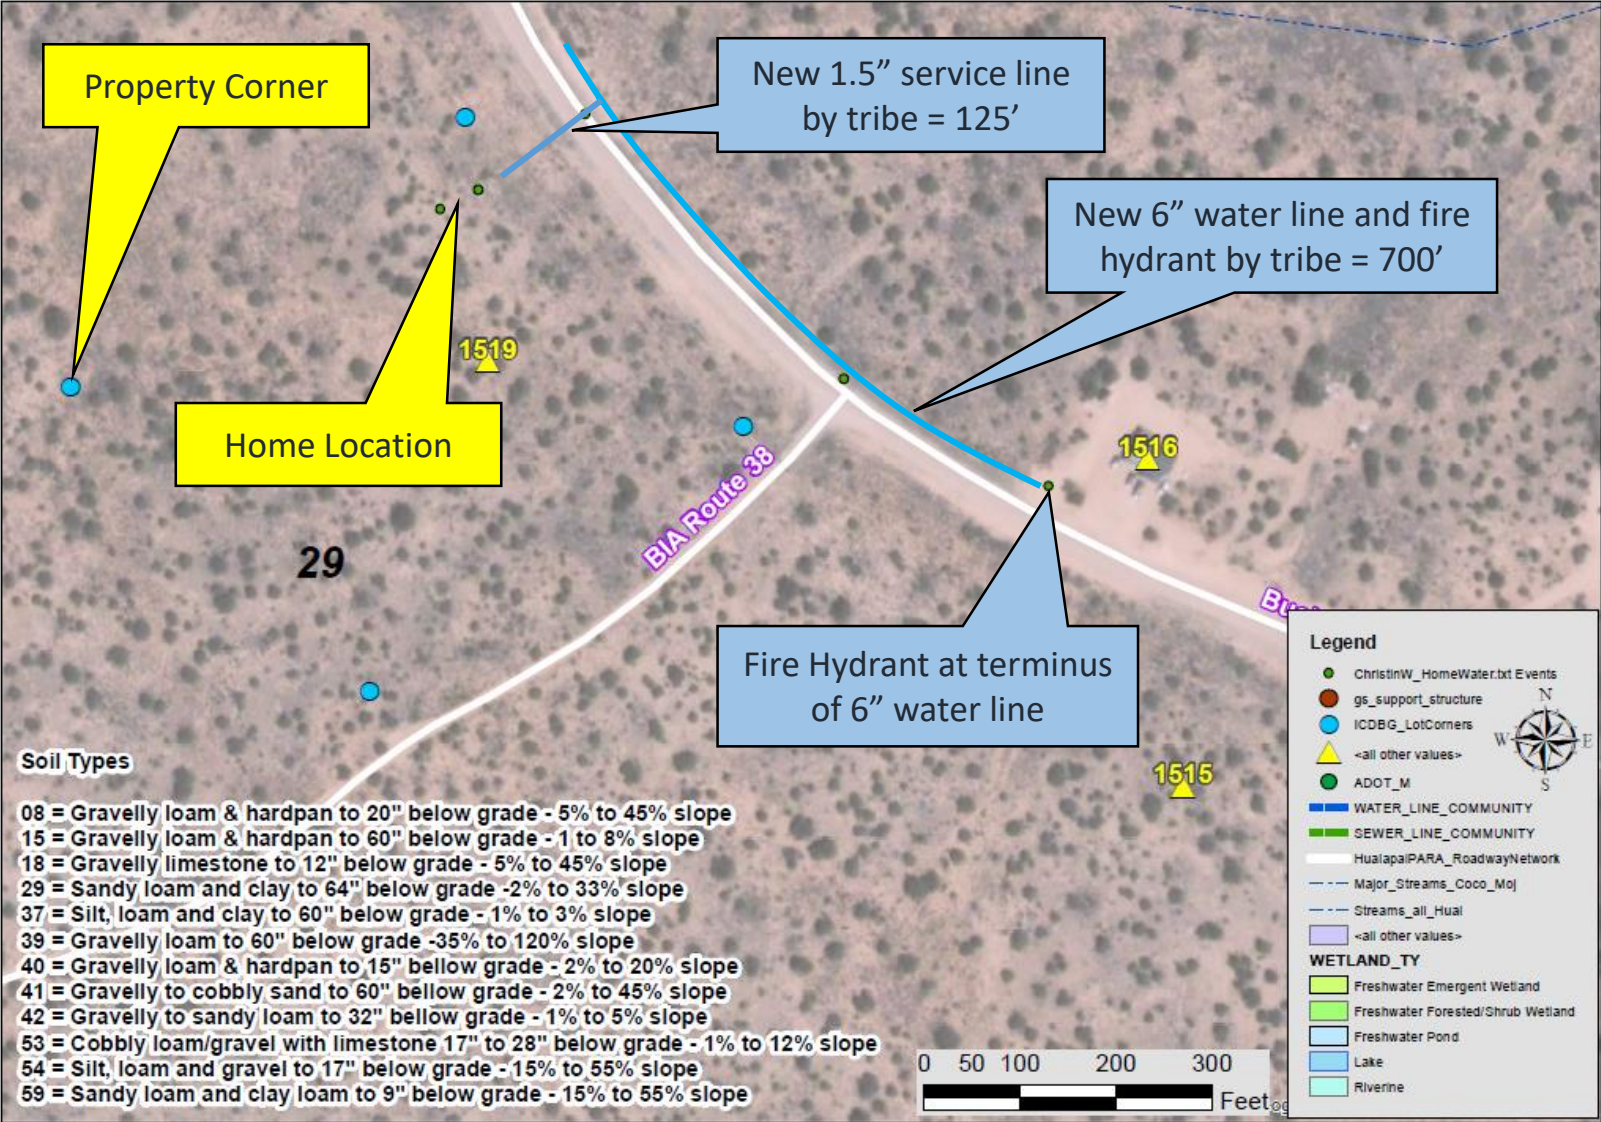 Property Corner
New 1.5” service line
by tribe = 125’
New 6” water line and fire
hydrant by tribe = 700’
1519
Home Location
1516
BIA Route 38
29
Fire Hydrant at terminus
of 6” water line
1515
Soil Types
08 = Gravelly loam & hardpan to 20" below grade - 5% to 45% slope
15 = Gravelly loam & hardpan to 60" below grade - 1 to 8% slope
18 = Gravelly limestone to 12" below grade - 5% to 45% slope
29 = Sandy loam and clay to 64" below grade -2% to 33% slope
37 = Silt, loam and clay to 60" below grade - 1% to 3% slope
39 = Gravelly loam to 60" below grade -35% to 120% slope
40 = Gravelly loam & hardpan to 15" bellow grade - 2% to 20% slope
41 = Gravelly to cobbly sand to 60" bellow grade - 2% to 45% slope
42 = Gravelly to sandy loam to 32" bellow grade - 1% to 5% slope
53 = Cobbly loam/gravel with limestone 17" to 28" below grade - 1% to 12% slope
54 = Silt, loam and gravel to 17" below grade - 15% to 55% slope
59 = Sandy loam and clay loam to 9" below grade - 15% to 55% slope
0 50 100 200 300
Feet
Legend
ChristinW_HomeWater.txt Events
gs_support_structure
ICDBG_LotCorners
<all other values>
ADOT_M
N
W E
S
WATER_LINE_COMMUNITY
SEWER_LINE_COMMUNITY
HualapaiPARA_RoadwayNetwork
Major_Streams_Coco_Moj
Streams_all_Hual
<all other values>
WETLAND_TY
Freshwater Emergent Wetland
Freshwater Forested/Shrub Wetland
Freshwater Pond
Lake
Riverine